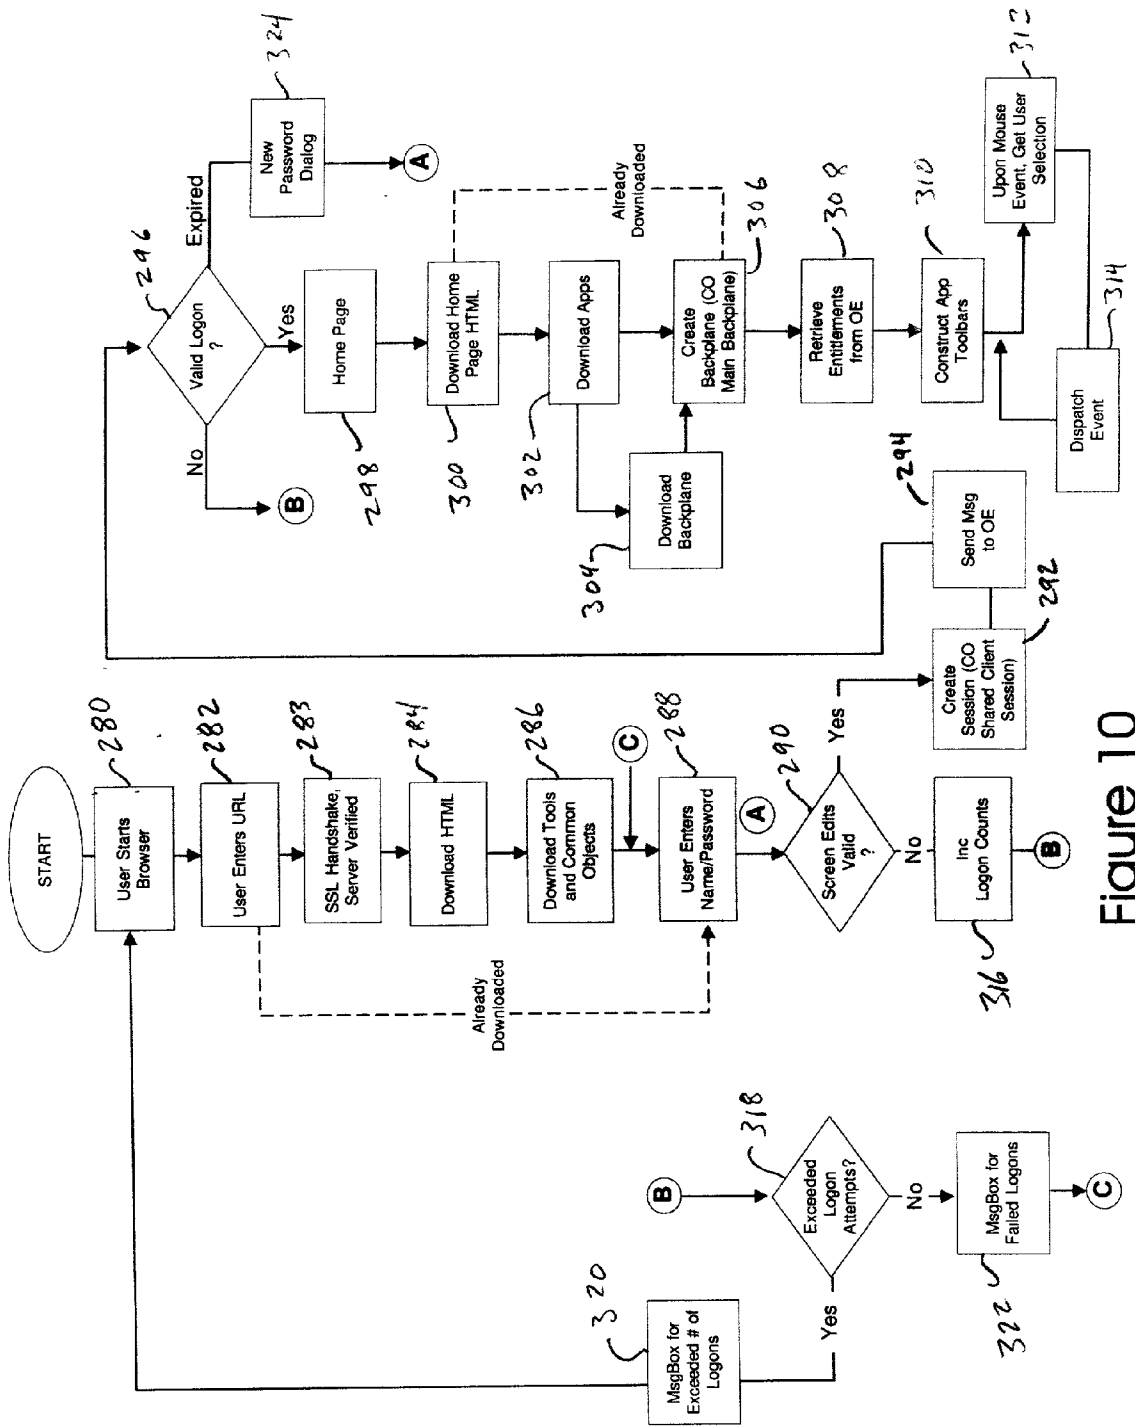 START
User Starts
Browser
280
User Enters URL
282
SSL Handshake,
Server Verified
283
Download HTML
284
Download Tools
and Common
Objects
286
C
User Enters
Name/Password
288
Already
Downloaded
A
Screen Edits
Valid
?
290
Yes
No
Create
Session (CO
Shared Client
Session)
292
Send Msg
to OE
294
Inc
Logon Counts
316
B
B
Exceeded
Logon
Attempts?
318
Yes
No
MsgBox for
Exceeded # of
Logons
320
MsgBox for
Failed Logons
322
C
Valid Logon
?
296
No
B
Expired
New
Password
Dialog
324
A
Yes
Home Page
298
Download Home
Page HTML
300
Already
Downloaded
Download Apps
302
Download
Backplane
304
Create
Backplane (CO
Main Backplane)
306
Retrieve
Entitlements
from OE
308
Construct App
Toolbars
310
Upon Mouse
Event, Get User
Selection
312
Dispatch
Event
314
Figure 10